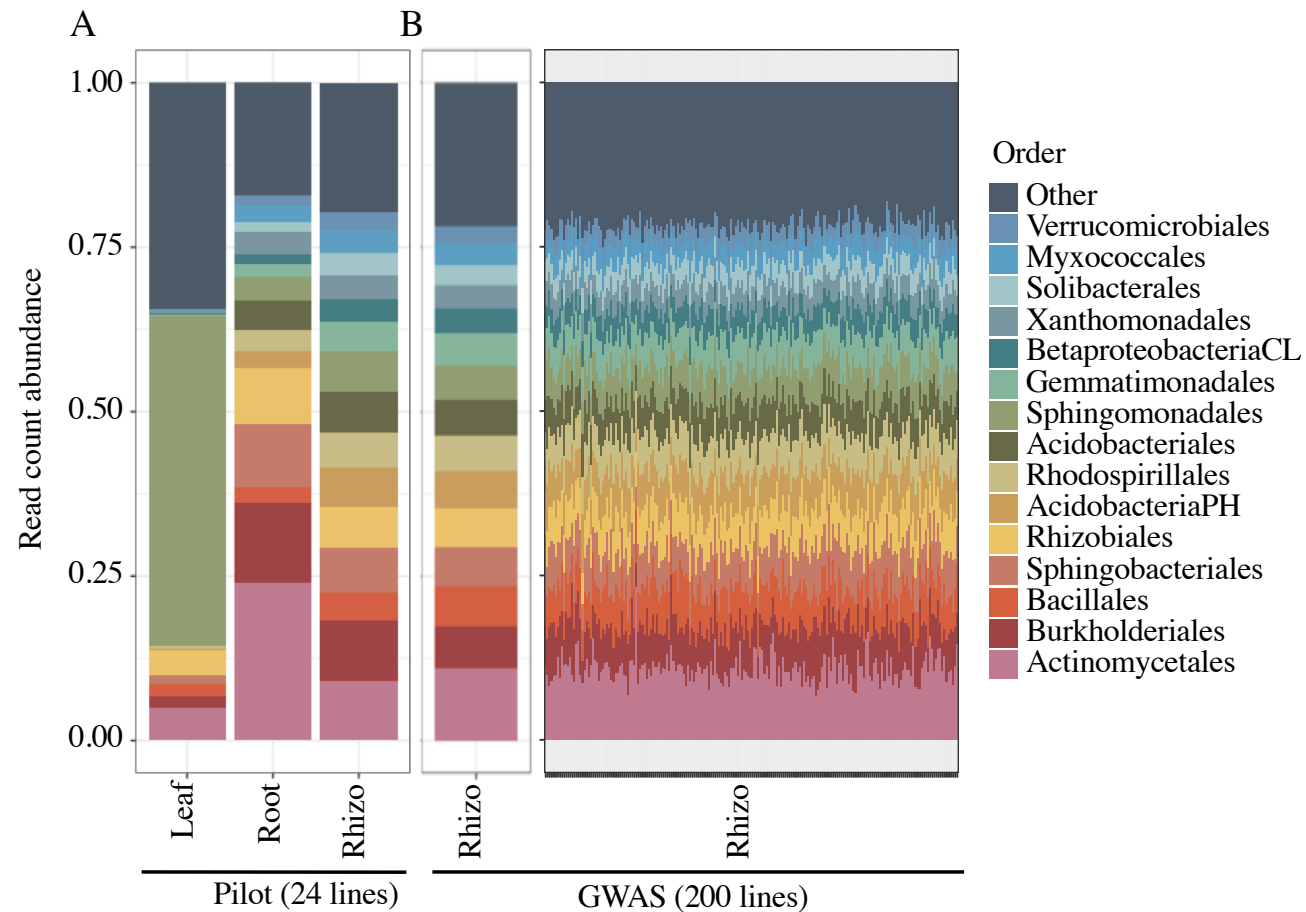 A
B
Read count abundance
1.00
0.75
0.50
0.25
0.00
Leaf
Root
Rhizo
Rhizo
Rhizo
Pilot (24 lines)
GWAS (200 lines)
Order
Other
Verrucomicrobiales
Myxococcales
Solibacterales
Xanthomonadales
BetaproteobacteriaCL
Gemmatimonadales
Sphingomonadales
Acidobacteriales
Rhodospirillales
AcidobacteriaPH
Rhizobiales
Sphingobacteriales
Bacillales
Burkholderiales
Actinomycetales